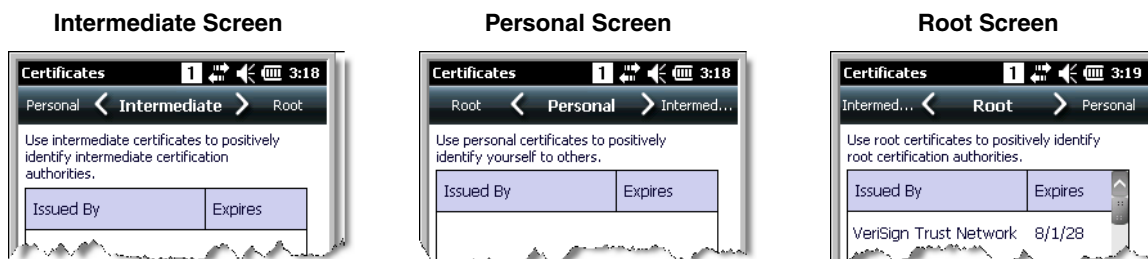 Intermediate Screen
Certificates 1 3:18
Personal Intermediate Root
Use intermediate certificates to positively
identify intermediate certification
authorities.
Issued By Expires
Personal Screen
Certificates 1 3:18
Root Personal Intermed...
Use personal certificates to positively
identify yourself to others.
Issued By Expires
Root Screen
Certificates 1 3:19
Intermed... Root Personal
Use root certificates to positively identify
root certification authorities.
Issued By Expires
VeriSign Trust Network 8/1/28